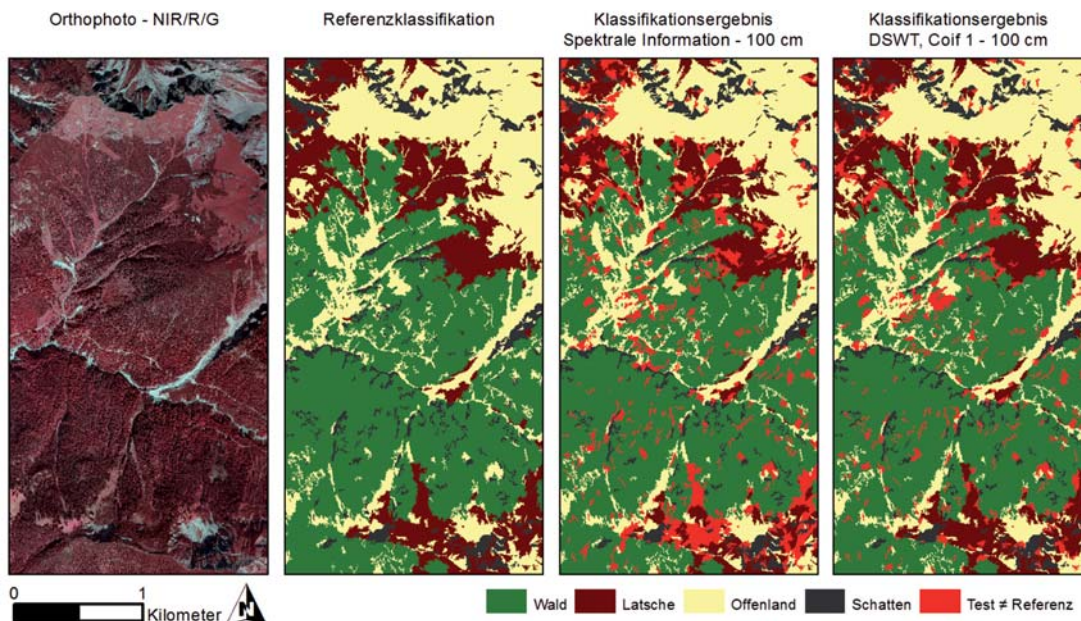 Orthophoto - NIR/R/G
Referenzklassifikation
Klassifikationsergebnis
Spektrale Information - 100 cm
Klassifikationsergebnis
DSWT, Coif 1 - 100 cm
0 1
Kilometer
N
Wald
Latsche
Offenland
Schatten
Test ≠ Referenz